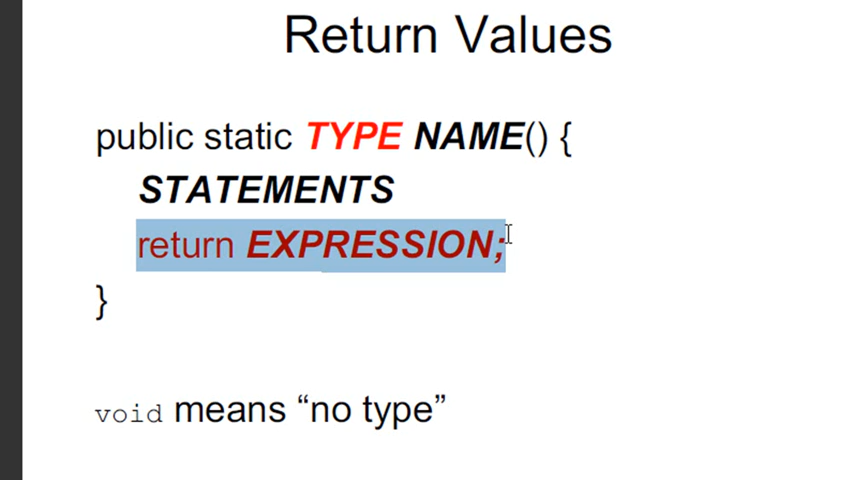 Return Values
public static TYPE NAME() {
STATEMENTS
return EXPRESSION;
}
void means “no type”